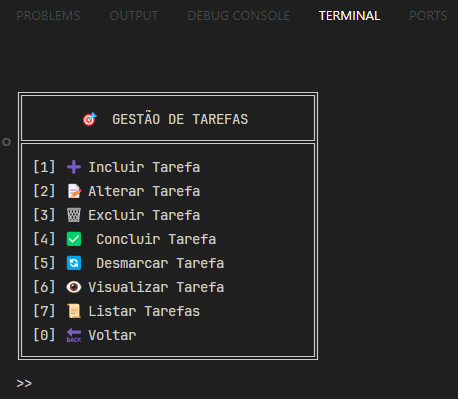 PROBLEMS OUTPUT DEBUG CONSOLE TERMINAL PORTS
🎯 GESTÃO DE TAREFAS
[1] ➕ Incluir Tarefa
[2] 📝 Alterar Tarefa
[3] 🗑️ Excluir Tarefa
[4] ✅ Concluir Tarefa
[5] 🔄 Desmarcar Tarefa
[6] 👁️ Visualizar Tarefa
[7] 📜 Listar Tarefas
[0] 🔙 Voltar
>>